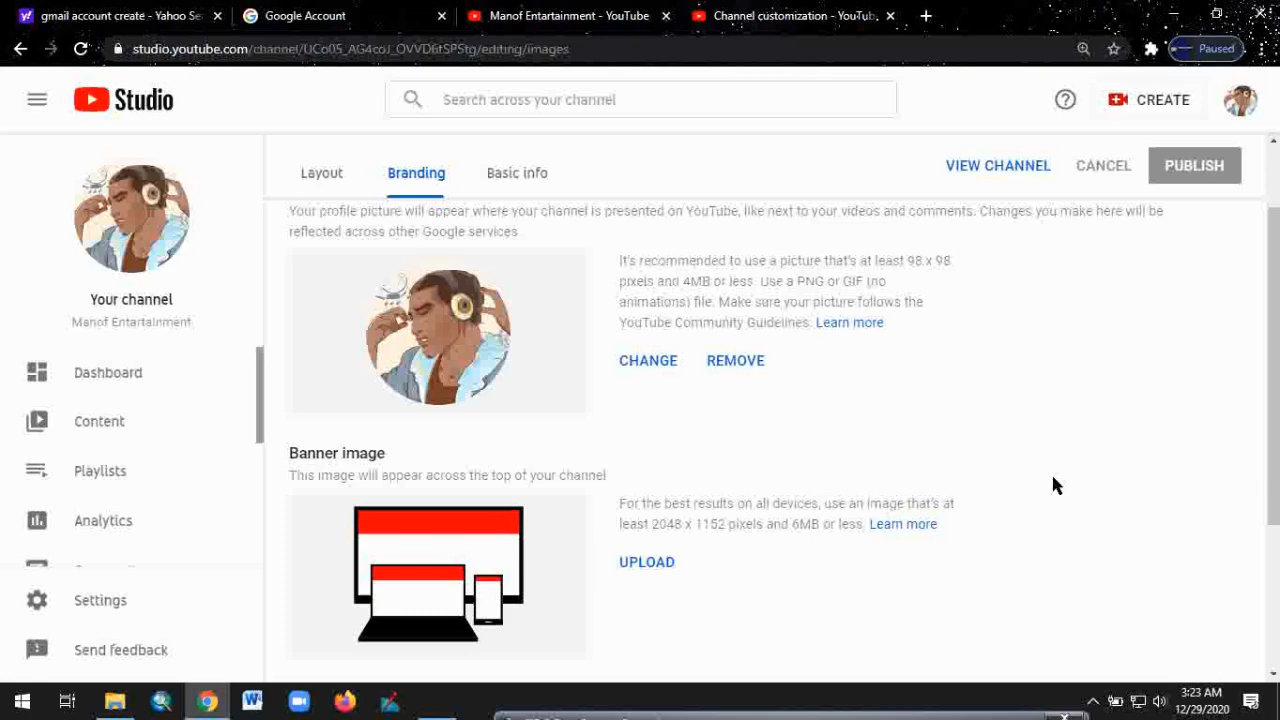 gmail account create - Yahoo Se
Google Account
Manof Entartainment - YouTube
Channel customization - YouTub
studio.youtube.com/channel/UCo05_AG4coJ_OVVD6tSPStg/editing/images
Paused
Studio
Search across your channel
CREATE
Layout
Branding
Basic info
VIEW CHANNEL
CANCEL
PUBLISH
Your profile picture will appear where your channel is presented on YouTube, like next to your videos and comments. Changes you make here will be
reflected across other Google services
It's recommended to use a picture that's at least 98 x 98
pixels and 4MB or less. Use a PNG or GIF (no
animations) file. Make sure your picture follows the
YouTube Community Guidelines. Learn more
CHANGE
REMOVE
Your channel
Manof Entartainment
Dashboard
Content
Playlists
Analytics
Settings
Send feedback
Banner image
This image will appear across the top of your channel
For the best results on all devices, use an image that's at
least 2048 x 1152 pixels and 6MB or less. Learn more
UPLOAD
3:23 AM
12/29/2020